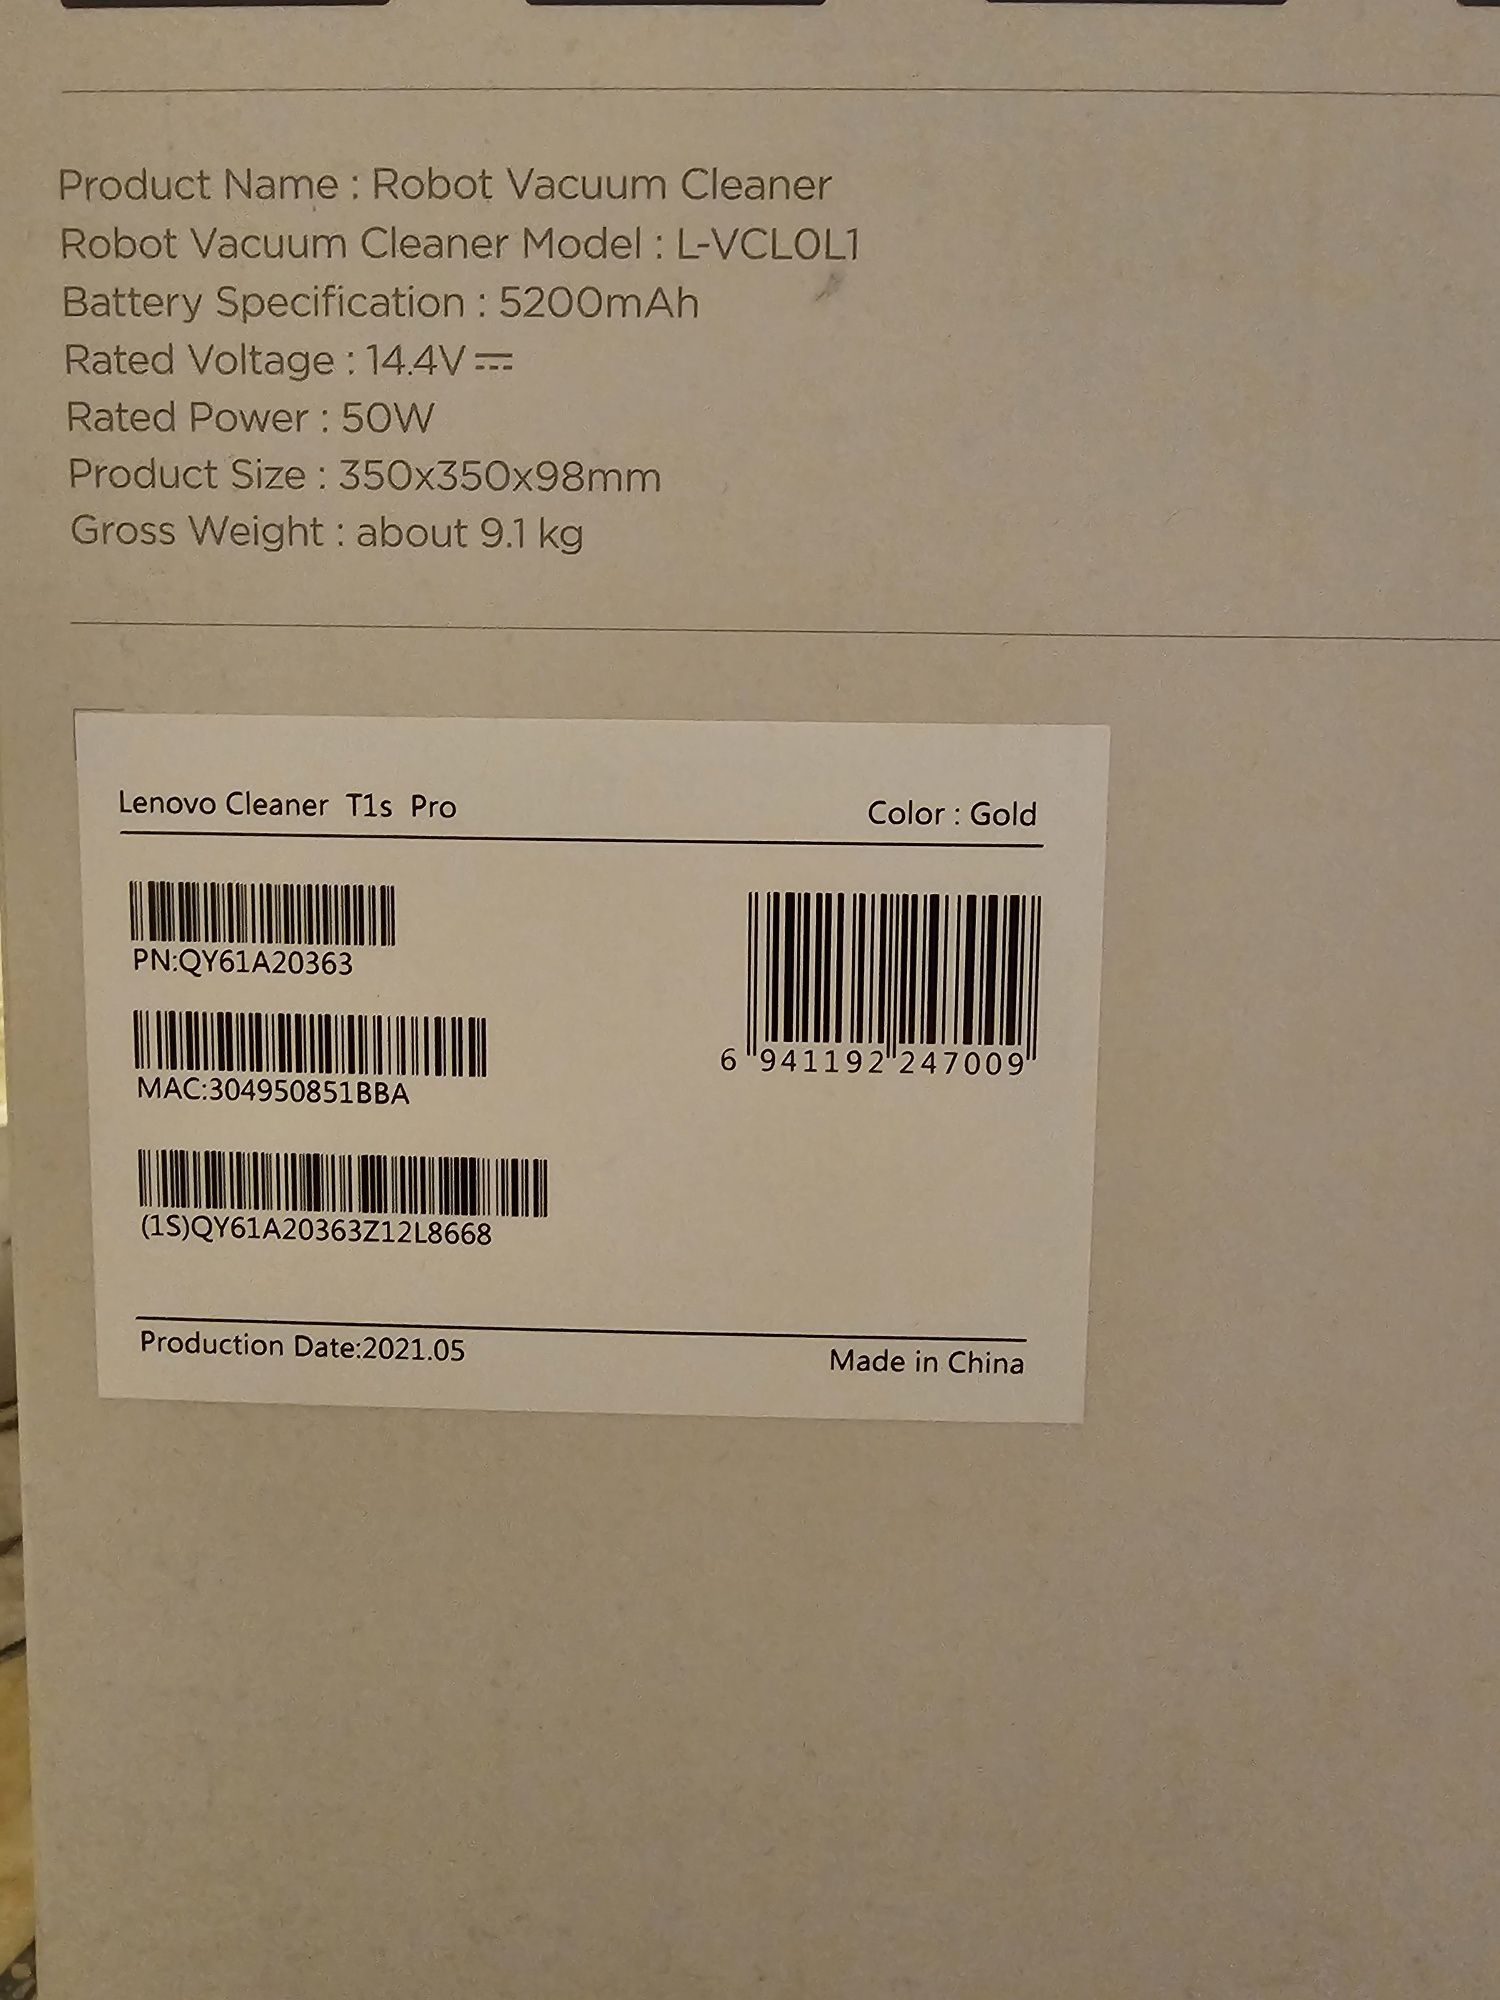 Product Name : Robot Vacuum Cleaner
Robot Vacuum Cleaner Model : L-VCL0L1
Battery Specification : 5200mAh
Rated Voltage : 14.4V ⎓
Rated Power : 50W
Product Size : 350x350x98mm
Gross Weight : about 9.1 kg
Lenovo Cleaner T1s Pro
Color : Gold
PN:QY61A20363
6 941192 247009
MAC:304950851BBA
(1S)QY61A20363Z12L8668
Production Date:2021.05
Made in China